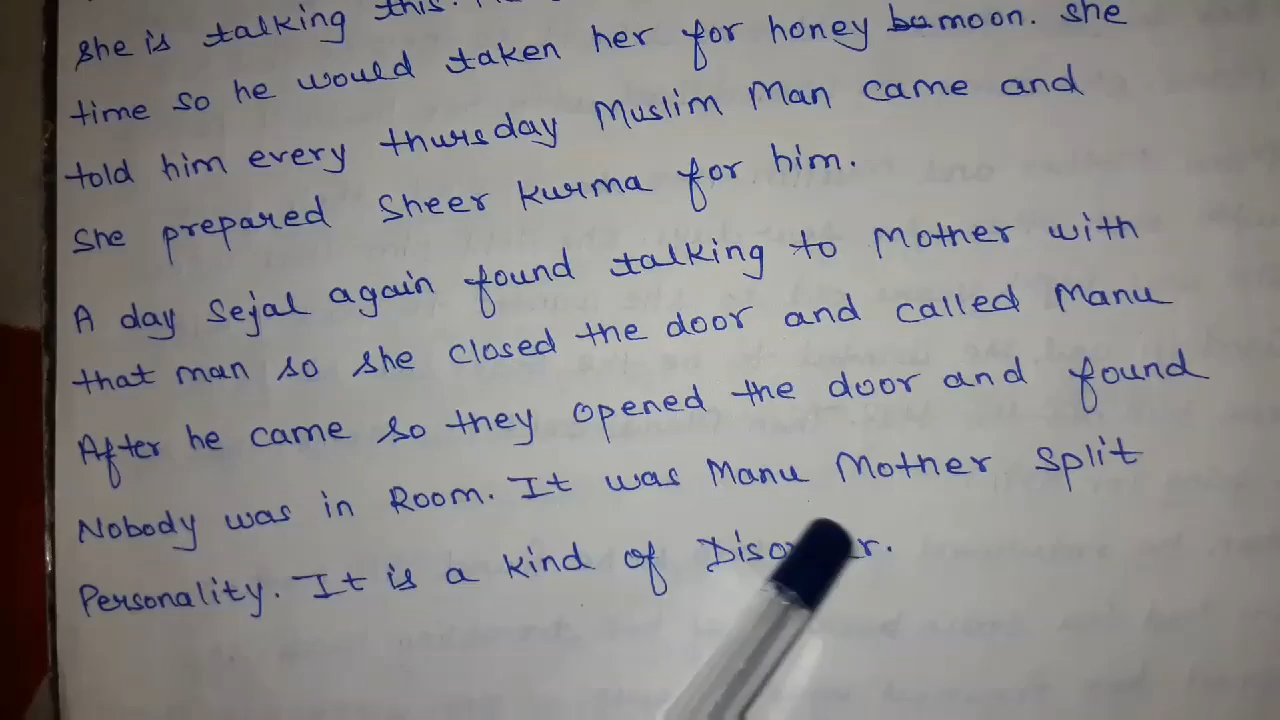 she is talking this.
time so he would taken her for honey bamoon. she
told him every thursday Muslim Man came and
she prepared sheer kurma for him.
A day Sejal again found talking to Mother with
that man so she closed the door and called Manu
After he came so they opened the door and found
Nobody was in Room. It was Manu Mother split
Personality. It is a kind of Disorder.